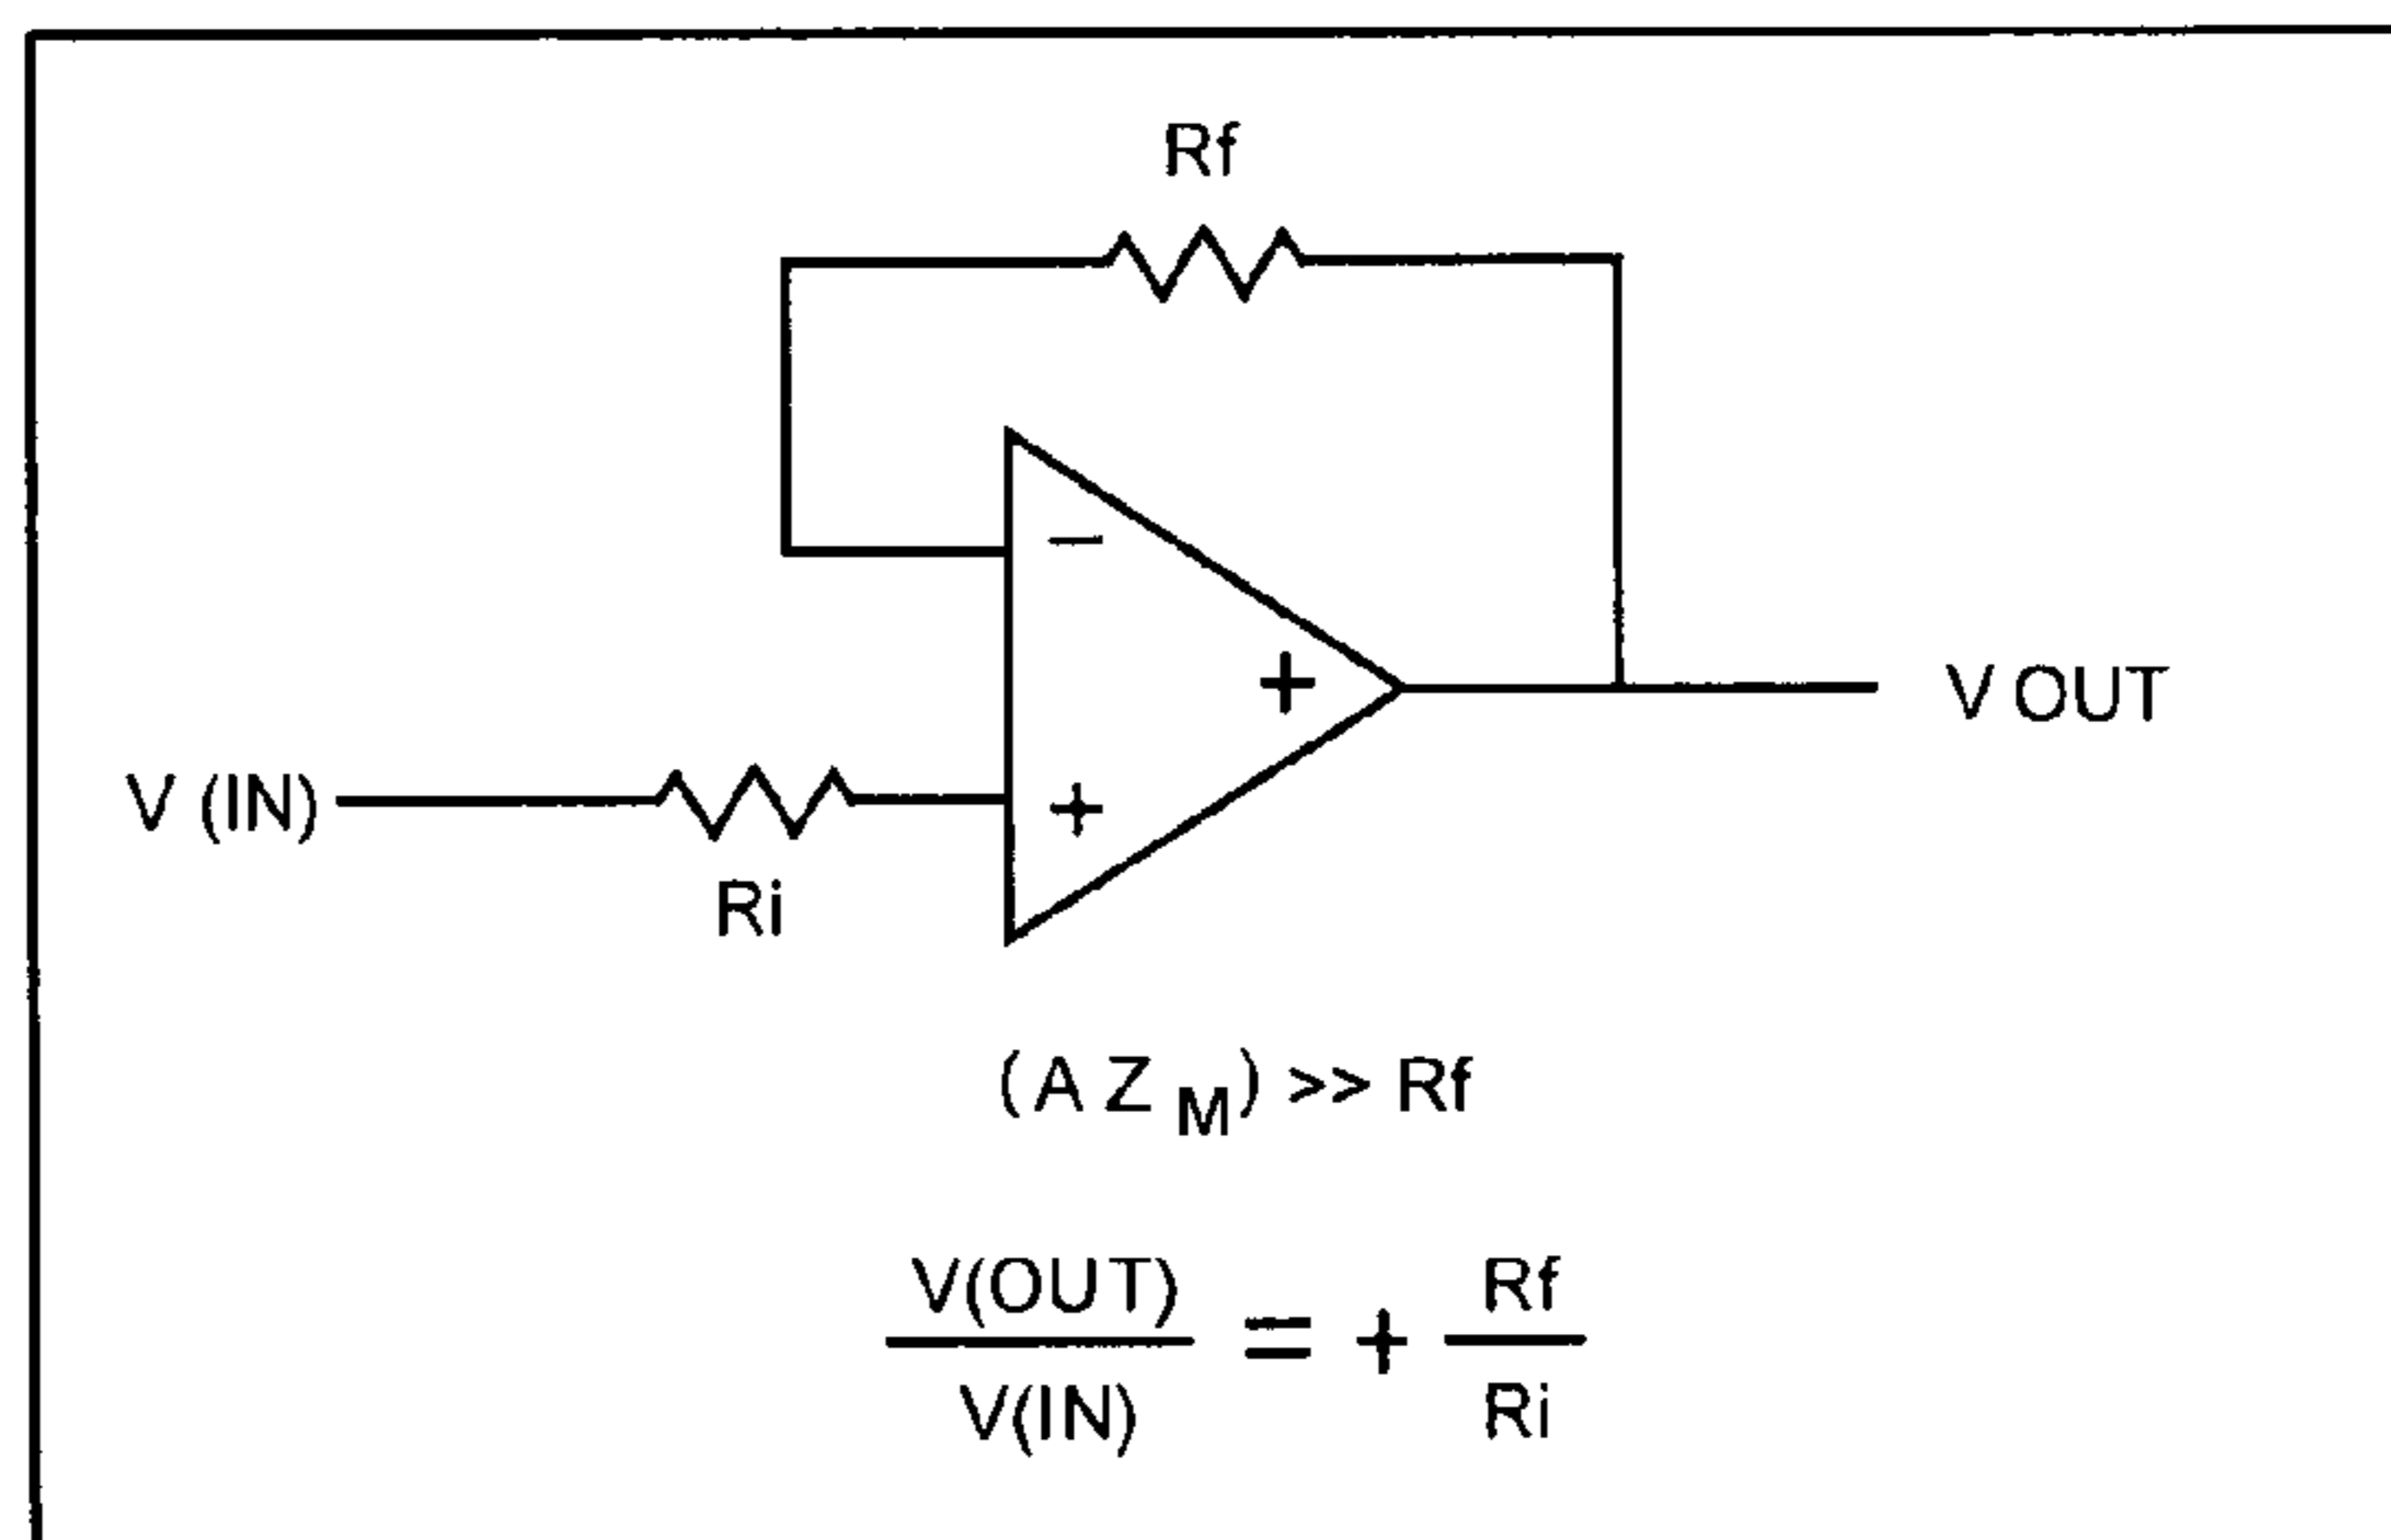 Rf
−
+
V OUT
V (IN)
+
Ri
(A Z M) >> Rf
V(OUT) / V(IN) = + Rf / Ri